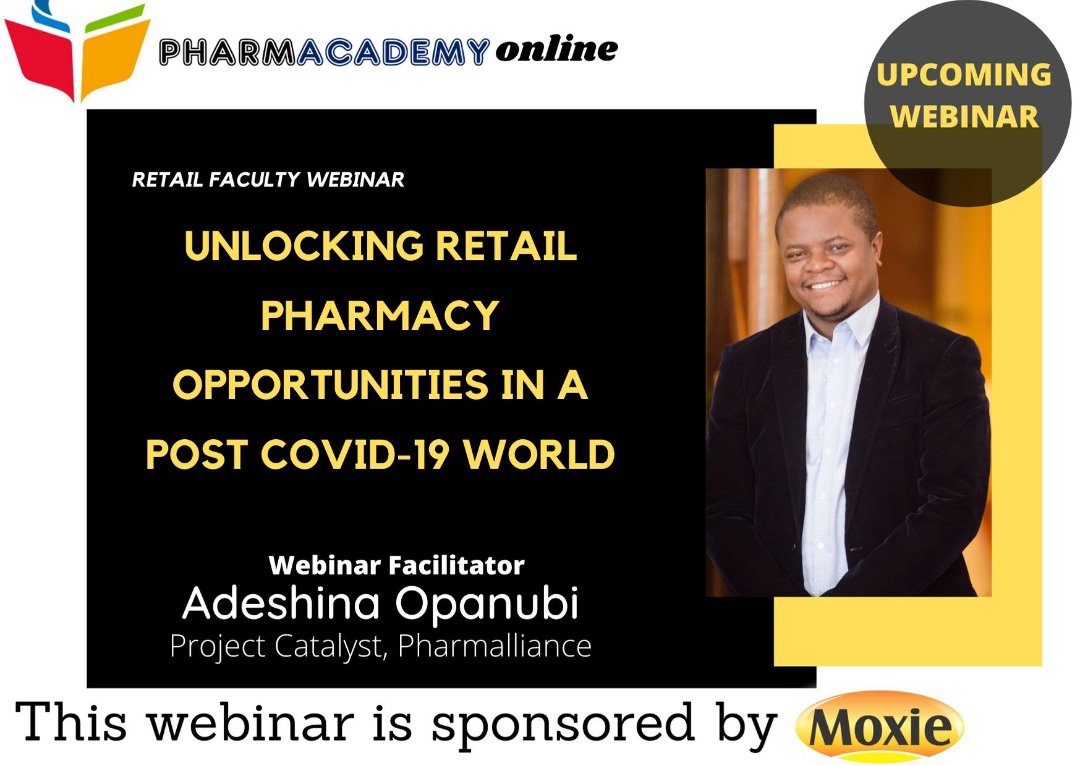 PHARMACADEMY online
UPCOMING
WEBINAR
RETAIL FACULTY WEBINAR
UNLOCKING RETAIL
PHARMACY
OPPORTUNITIES IN A
POST COVID-19 WORLD
Webinar Facilitator
Adeshina Opanubi
Project Catalyst, Pharmalliance
This webinar is sponsored by Moxie